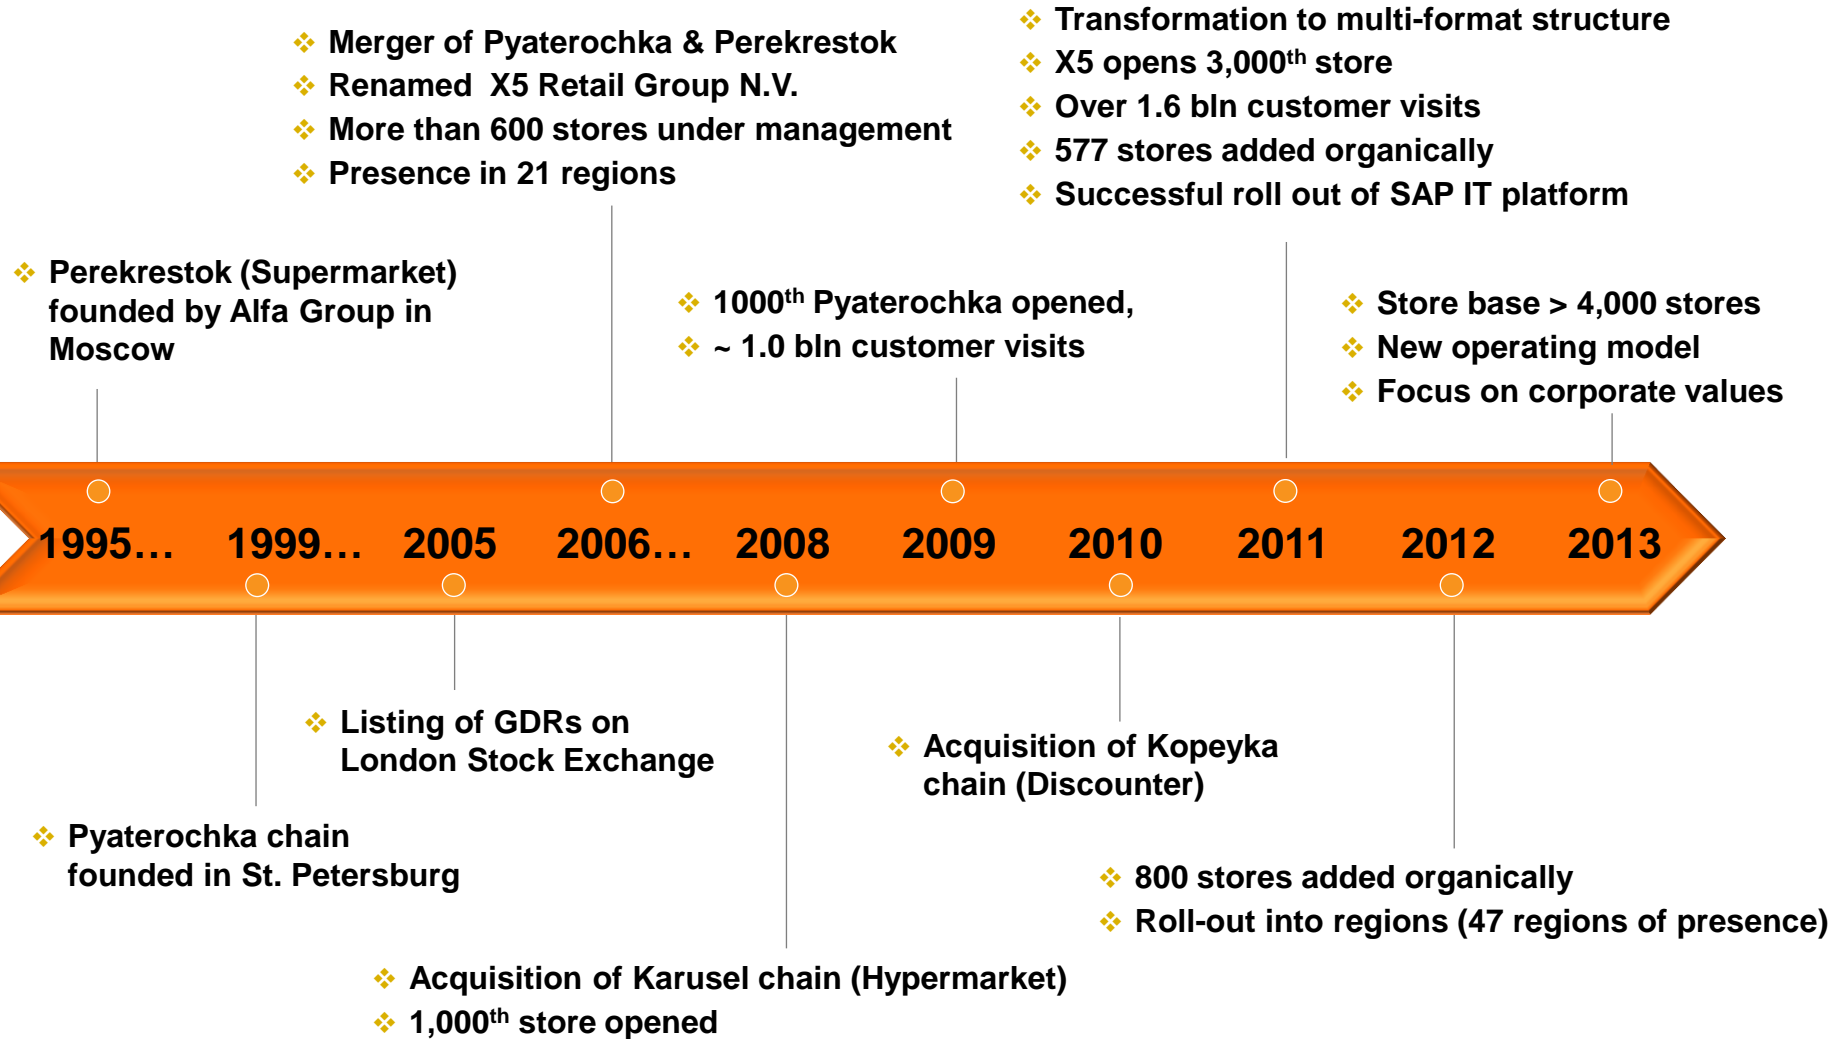 Merger of Pyaterochka & Perekrestok
Renamed X5 Retail Group N.V.
More than 600 stores under management
Presence in 21 regions
Transformation to multi-format structure
X5 opens 3,000th store
Over 1.6 bln customer visits
577 stores added organically
Successful roll out of SAP IT platform
Perekrestok (Supermarket)
founded by Alfa Group in
Moscow
1000th Pyaterochka opened,
~ 1.0 bln customer visits
Store base > 4,000 stores
New operating model
Focus on corporate values
1995… 1999… 2005 2006… 2008 2009 2010 2011 2012 2013
Listing of GDRs on
London Stock Exchange
Acquisition of Kopeyka
chain (Discounter)
Pyaterochka chain
founded in St. Petersburg
800 stores added organically
Roll-out into regions (47 regions of presence)
Acquisition of Karusel chain (Hypermarket)
1,000th store opened